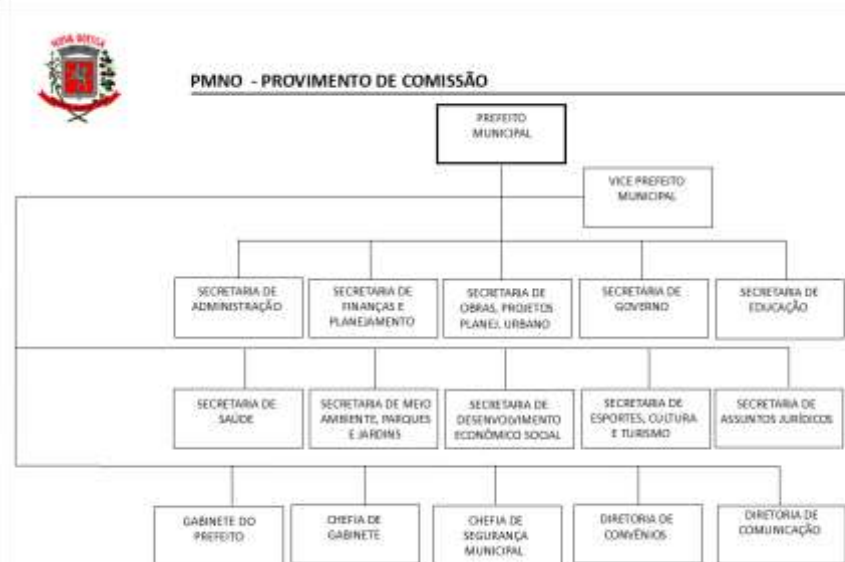 NOVA ODESSA
PMNO - PROVIMENTO DE COMISSÃO
PREFEITO
MUNICIPAL
VICE PREFEITO
MUNICIPAL
SECRETARIA DE
ADMINISTRAÇÃO
SECRETARIA DE
FINANÇAS E
PLANEJAMENTO
SECRETARIA DE
OBRAS, PROJETOS
PLANEJ. URBANO
SECRETARIA DE
GOVERNO
SECRETARIA DE
EDUCAÇÃO
SECRETARIA DE
SAÚDE
SECRETARIA DE MEIO
AMBIENTE, PARQUES
E JARDINS
SECRETARIA DE
DESENVOLVIMENTO
ECONÔMICO SOCIAL
SECRETARIA DE
ESPORTES, CULTURA
E TURISMO
SECRETARIA DE
ASSUNTOS JURÍDICOS
GABINETE DO
PREFEITO
CHEFIA DE
GABINETE
CHEFIA DE
SEGURANÇA
MUNICIPAL
DIRETORIA DE
CONVÊNIOS
DIRETORIA DE
COMUNICAÇÃO